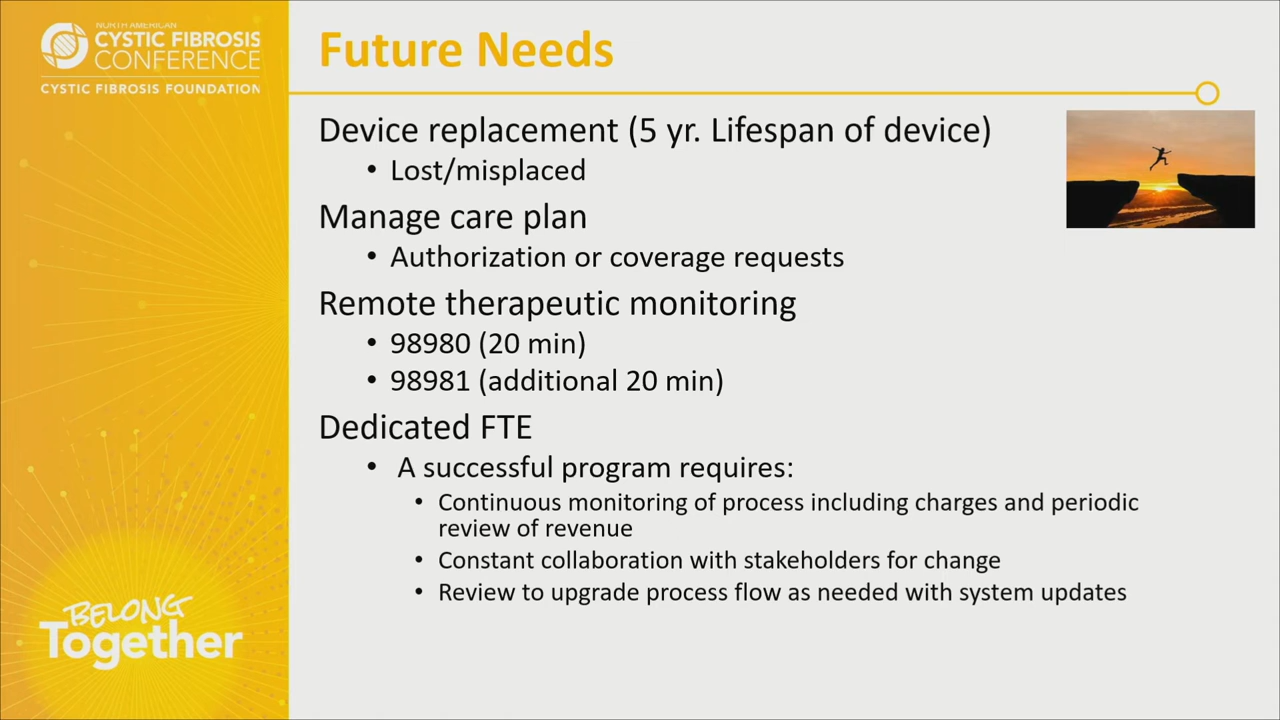 NORTH AMERICAN
CYSTIC FIBROSIS
CONFERENCE
CYSTIC FIBROSIS FOUNDATION
Future Needs
Device replacement (5 yr. Lifespan of device)
• Lost/misplaced
Manage care plan
• Authorization or coverage requests
Remote therapeutic monitoring
• 98980 (20 min)
• 98981 (additional 20 min)
Dedicated FTE
• A successful program requires:
• Continuous monitoring of process including charges and periodic
review of revenue
• Constant collaboration with stakeholders for change
• Review to upgrade process flow as needed with system updates
BELONG
Together